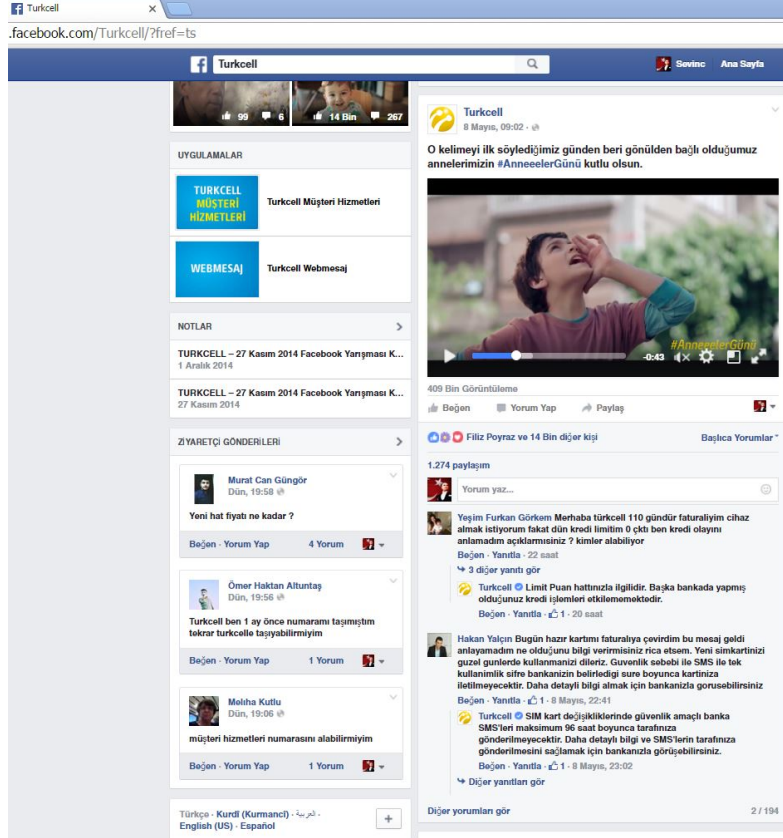 Turkcell
.facebook.com/Turkcell/?fref=ts
Turkcell
Sevinc
Ana Sayfa
99
6
14 Bin
267
UYGULAMALAR
TURKCELL
MÜŞTERİ
HİZMETLERİ
Turkcell Müşteri Hizmetleri
WEBMESAJ
Turkcell Webmesaj
NOTLAR
TURKCELL – 27 Kasım 2014 Facebook Yarışması K...
1 Aralık 2014
TURKCELL – 27 Kasım 2014 Facebook Yarışması K...
27 Kasım 2014
ZİYARETÇİ GÖNDERİLERİ
Murat Can Güngör
Dün, 19:58
Yeni hat fiyatı ne kadar ?
Beğen · Yorum Yap
4 Yorum
Ömer Haktan Altuntaş
Dün, 19:56
Turkcell ben 1 ay önce numaramı taşımıştım
tekrar turkcelle taşıyabilirmiyim
Beğen · Yorum Yap
1 Yorum
Meliha Kutlu
Dün, 19:06
müşteri hizmetleri numarasını alabilirmiyim
Beğen · Yorum Yap
1 Yorum
Türkçe · Kurdî (Kurmancî) · العربية ·
English (US) · Español
Turkcell
8 Mayıs, 09:02 ·
O kelimeyi ilk söylediğimiz günden beri gönülden bağlı olduğumuz
annelerimizin #AnneeelerGünü kutlu olsun.
#AnneeelerGünü
-0:43
409 Bin Görüntüleme
Beğen
Yorum Yap
Paylaş
Filiz Poyraz ve 14 Bin diğer kişi
Başlıca Yorumlar
1.274 paylaşım
Yorum yaz...
Yeşim Furkan Görkem Merhaba türkcell 110 gündür faturaliyim cihaz
almak istiyorum fakat dün kredi limitim 0 çktı ben kredi olayını
anlamadım açıklarmısiniz ? kimler alabiliyor
Beğen · Yanıtla · 22 saat
3 diğer yanıtı gör
Turkcell Limit Puan hattınızla ilgilidir. Başka bankada yapmış
olduğunuz kredi işlemleri etkilememektedir.
Beğen · Yanıtla · 1 · 20 saat
Hakan Yalçın Bugün hazır kartımı faturalıya çevirdim bu mesaj geldi
anlayamadım ne olduğunu bilgi verirmisiniz rica etsem. Yeni simkartinizi
guzel gunlerde kullanmanizi dileriz. Guvenlik sebebi ile SMS ile tek
kullanimlik sifre bankanizin belirledigi sure boyunca kartiniza
iletilmeyecektir. Daha detayli bilgi almak için bankanizla gorusebilirsiniz
Beğen · Yanıtla · 1 · 8 Mayıs, 22:41
Turkcell SIM kart değişikliklerinde güvenlik amaçlı banka
SMS'leri maksimum 96 saat boyunca tarafınıza
gönderilmeyecektir. Daha detaylı bilgi ve SMS'lerin tarafınıza
gönderilmesini sağlamak için bankanızla görüşebilirsiniz.
Beğen · Yanıtla · 1 · 8 Mayıs, 23:02
Diğer yanıtları gör
Diğer yorumları gör
2 / 194